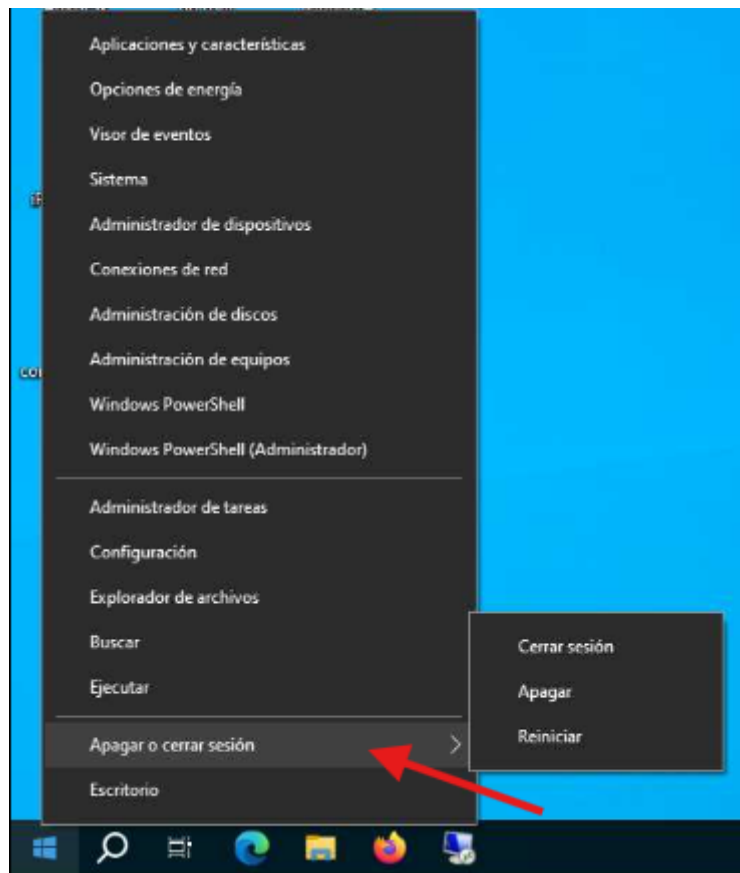 Aplicaciones y características
Opciones de energía
Visor de eventos
Sistema
Administrador de dispositivos
Conexiones de red
Administración de discos
Administración de equipos
Windows PowerShell
Windows PowerShell (Administrador)
Administrador de tareas
Configuración
Explorador de archivos
Buscar
Ejecutar
Apagar o cerrar sesión
Escritorio
Cerrar sesión
Apagar
Reiniciar